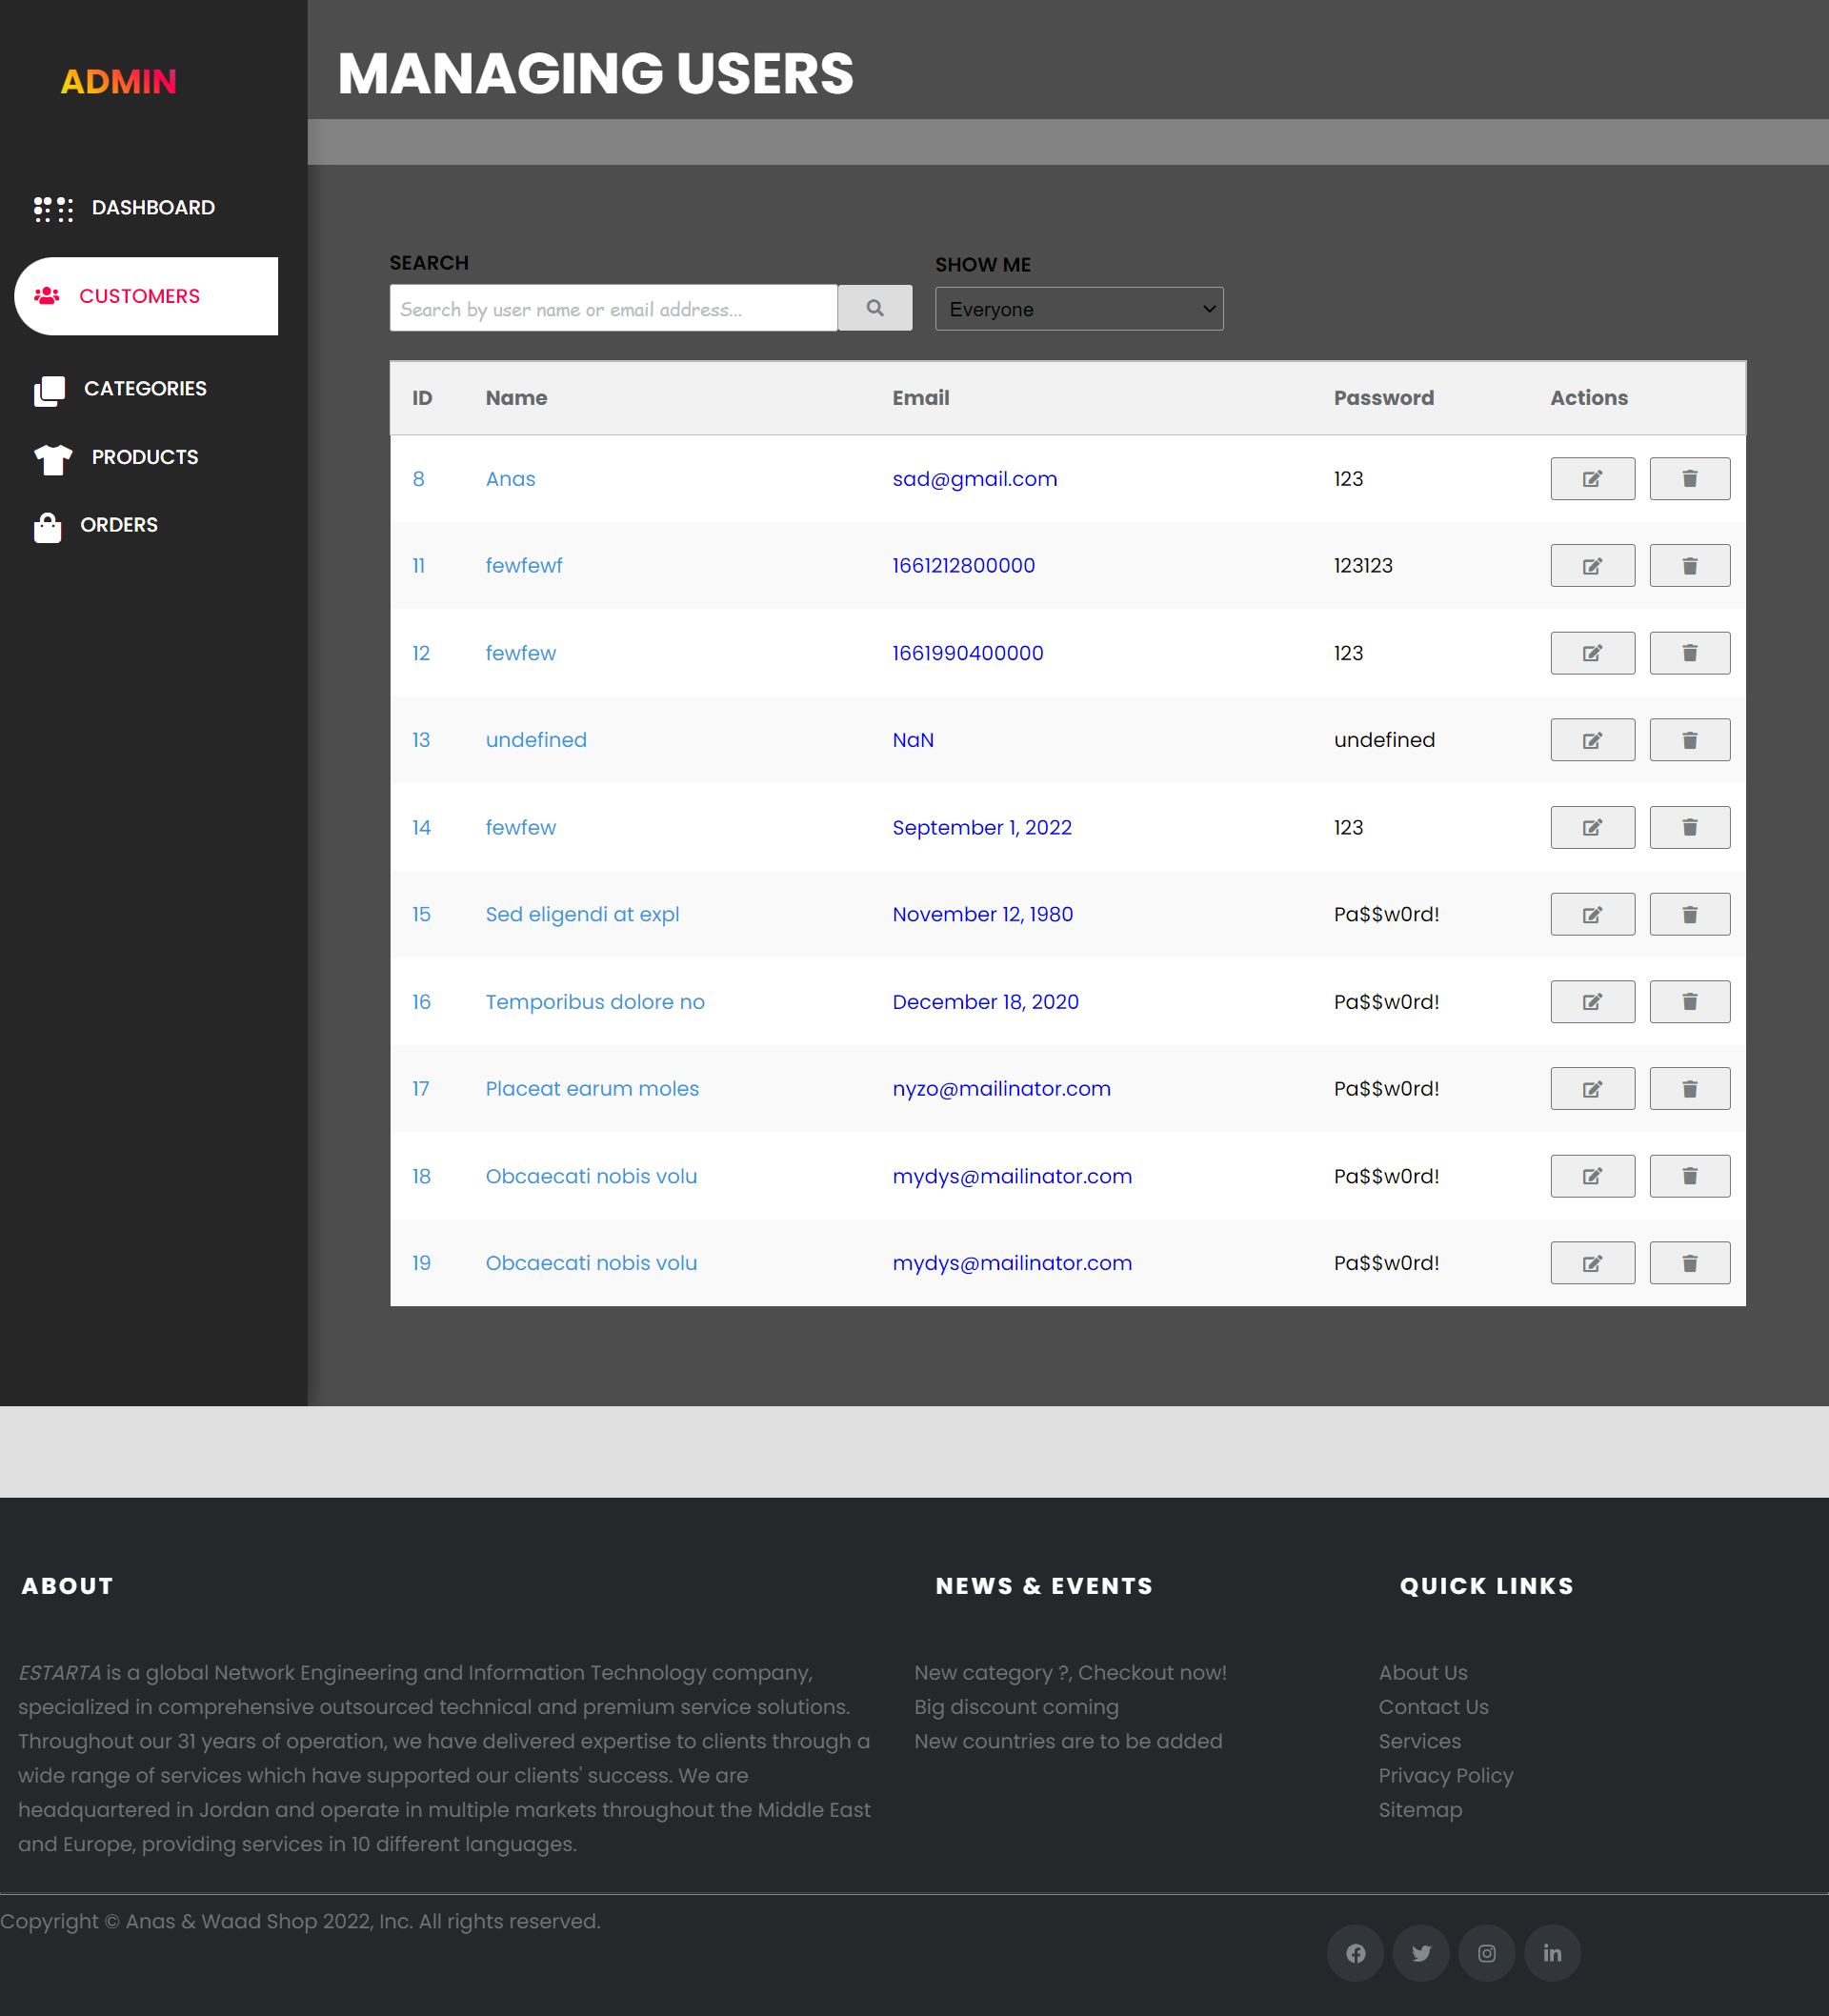 ADMIN
MANAGING USERS
DASHBOARD
CUSTOMERS
CATEGORIES
PRODUCTS
ORDERS
SEARCH
SHOW ME
Search by user name or email address...
Everyone
ID Name Email Password Actions
8 Anas sad@gmail.com 123
11 fewfewf 1661212800000 123123
12 fewfew 1661990400000 123
13 undefined NaN undefined
14 fewfew September 1, 2022 123
15 Sed eligendi at expl November 12, 1980 Pa$$w0rd!
16 Temporibus dolore no December 18, 2020 Pa$$w0rd!
17 Placeat earum moles nyzo@mailinator.com Pa$$w0rd!
18 Obcaecati nobis volu mydys@mailinator.com Pa$$w0rd!
19 Obcaecati nobis volu mydys@mailinator.com Pa$$w0rd!
ABOUT
ESTARTA is a global Network Engineering and Information Technology company,
specialized in comprehensive outsourced technical and premium service solutions.
Throughout our 31 years of operation, we have delivered expertise to clients through a
wide range of services which have supported our clients' success. We are
headquartered in Jordan and operate in multiple markets throughout the Middle East
and Europe, providing services in 10 different languages.
NEWS & EVENTS
New category ?, Checkout now!
Big discount coming
New countries are to be added
QUICK LINKS
About Us
Contact Us
Services
Privacy Policy
Sitemap
Copyright © Anas & Waad Shop 2022, Inc. All rights reserved.